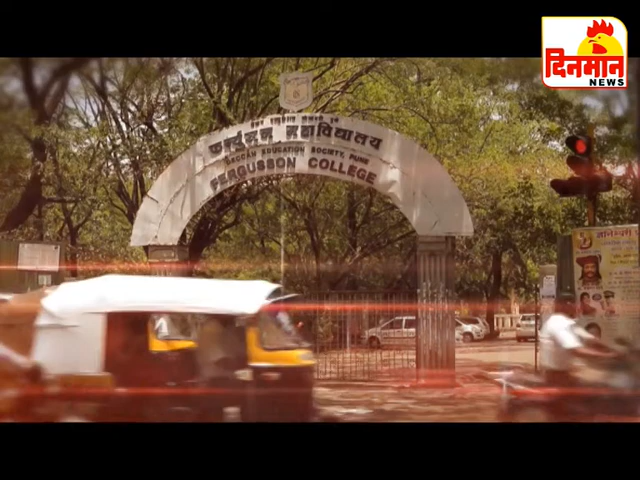 दिनमान
NEWS
फर्ग्युसन महाविद्यालय
DECCAN EDUCATION SOCIETY, PUNE
FERGUSSON COLLEGE